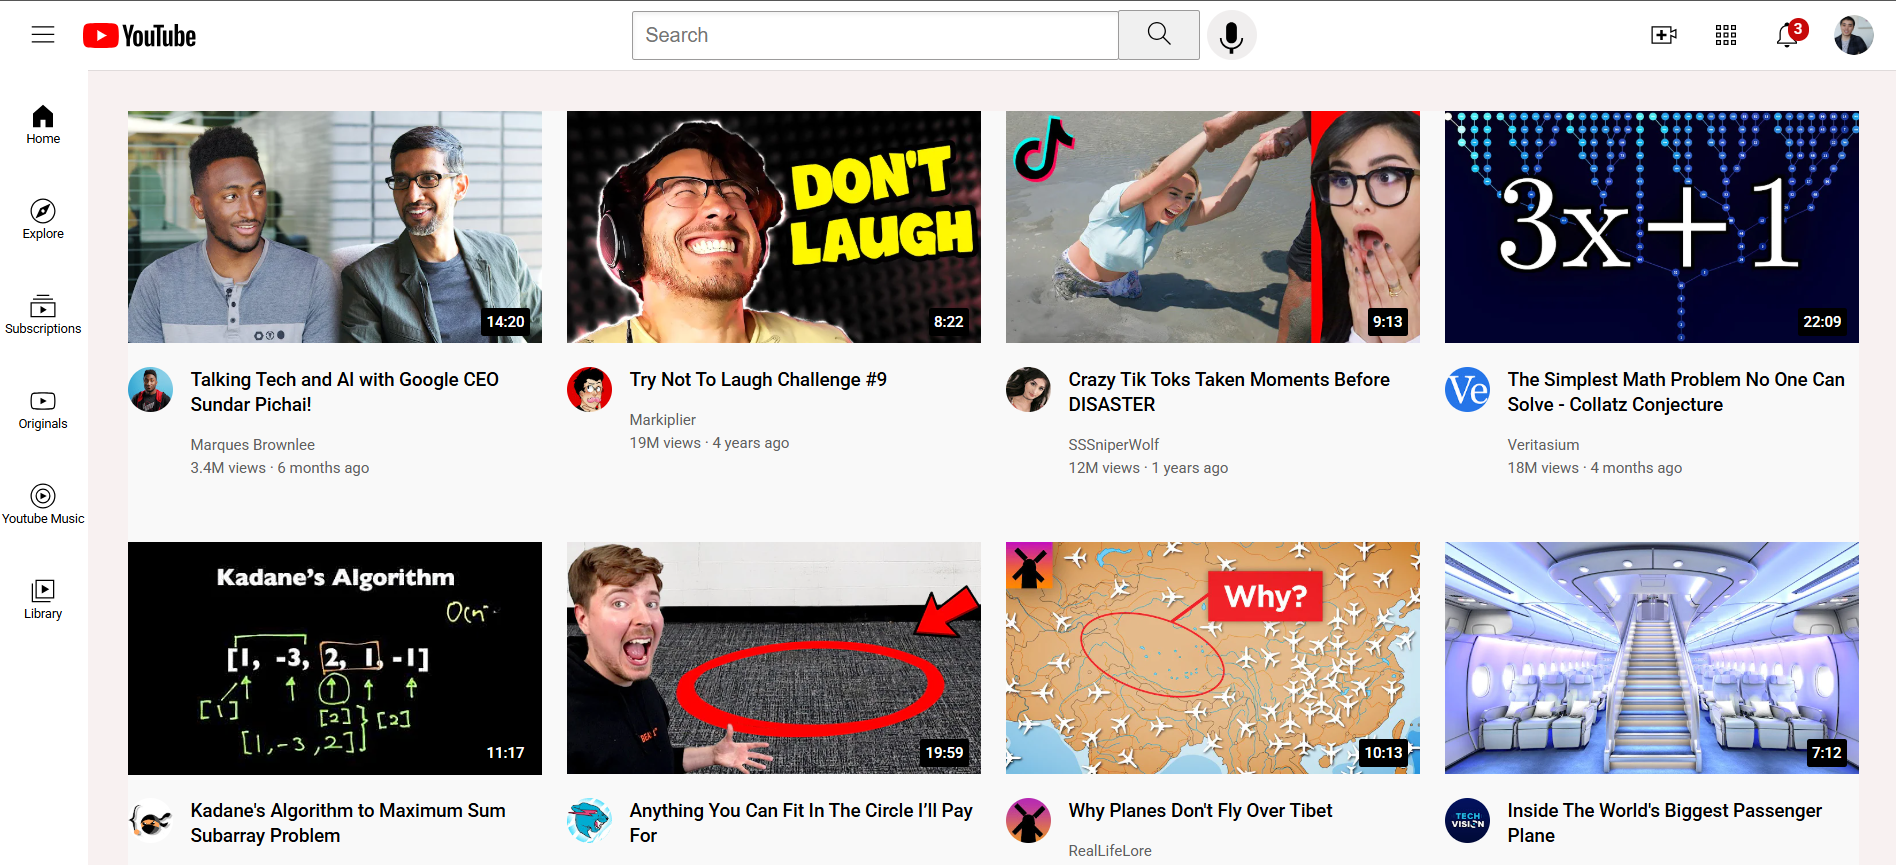 YouTube
Search
3
Home
Explore
Subscriptions
Originals
Youtube Music
Library
14:20
DON'T
LAUGH
8:22
9:13
3x+1
22:09
Talking Tech and AI with Google CEO
Sundar Pichai!
Marques Brownlee
3.4M views · 6 months ago
Try Not To Laugh Challenge #9
Markiplier
19M views · 4 years ago
Crazy Tik Toks Taken Moments Before
DISASTER
SSSniperWolf
12M views · 1 years ago
Ve
The Simplest Math Problem No One Can
Solve - Collatz Conjecture
Veritasium
18M views · 4 months ago
Kadane's Algorithm
[1, -3, 2, 1, -1]
[1]
[2]
[2]
[1,-3,2]
11:17
19:59
Why?
10:13
7:12
Kadane's Algorithm to Maximum Sum
Subarray Problem
Anything You Can Fit In The Circle I'll Pay
For
Why Planes Don't Fly Over Tibet
RealLifeLore
TECH
VISION
Inside The World's Biggest Passenger
Plane